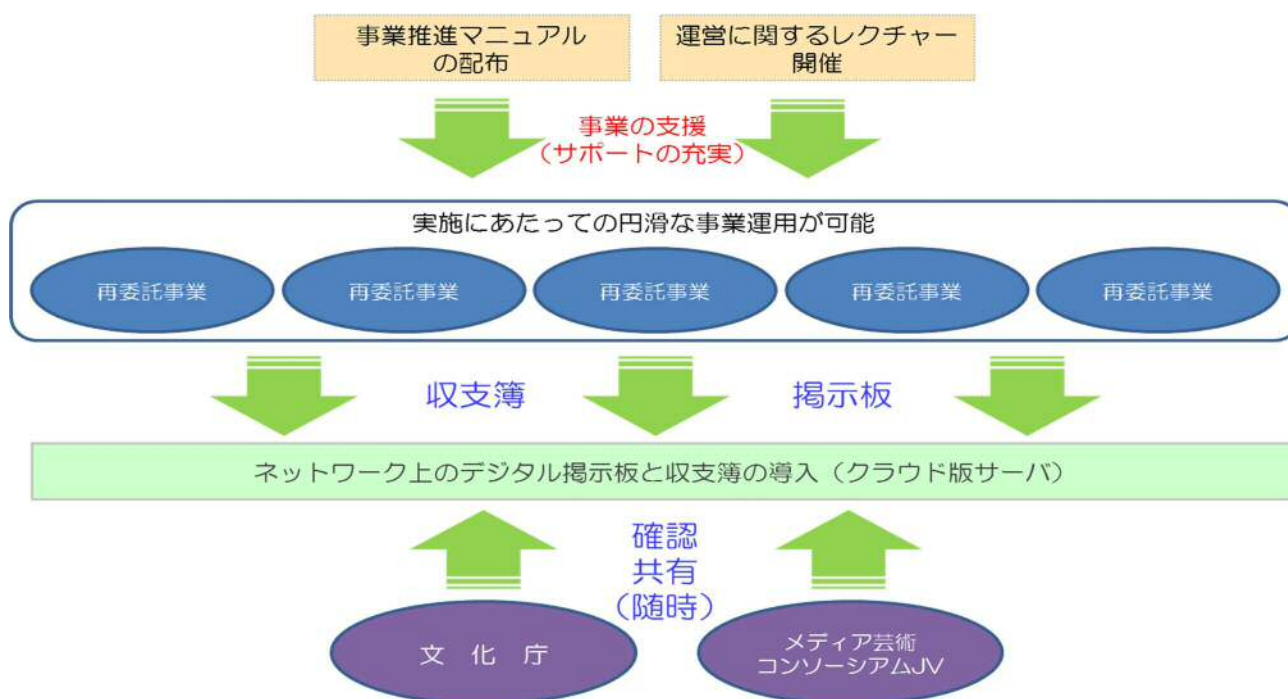 事業推進マニュアル
の配布
運営に関するレクチャー
開催
事業の支援
（サポートの充実）
実施にあたっての円滑な事業運用が可能
再委託事業
再委託事業
再委託事業
再委託事業
再委託事業
収支簿
掲示板
ネットワーク上のデジタル掲示板と収支簿の導入（クラウド版サーバ）
確認
共有
（随時）
文　化　庁
メディア芸術
コンソーシアムJV